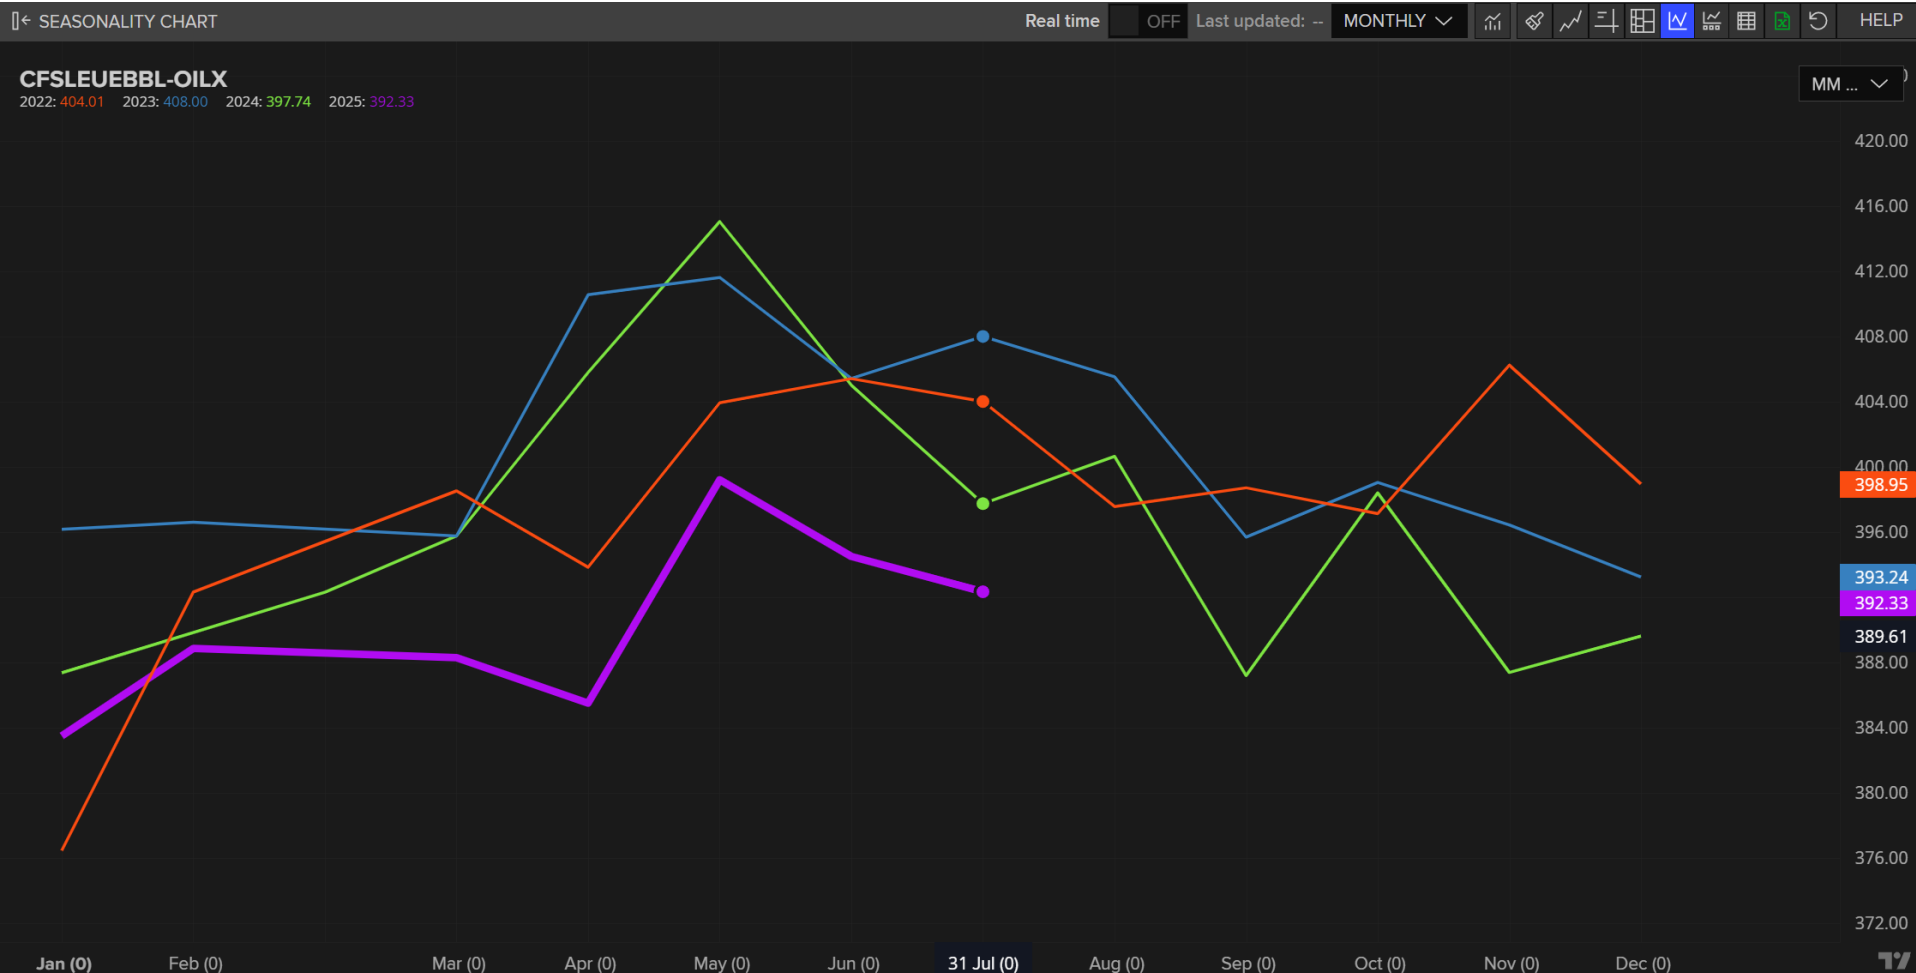 SEASONALITY CHART
Real time OFF Last updated: -- MONTHLY HELP
CFSLEUEBBL-OILX
2022: 404.01 2023: 408.00 2024: 397.74 2025: 392.33
MM ...
420.00
416.00
412.00
408.00
404.00
400.00
398.95
396.00
393.24
392.33
389.61
388.00
384.00
380.00
376.00
372.00
Jan (0) Feb (0) Mar (0) Apr (0) May (0) Jun (0) 31 Jul (0) Aug (0) Sep (0) Oct (0) Nov (0) Dec (0)